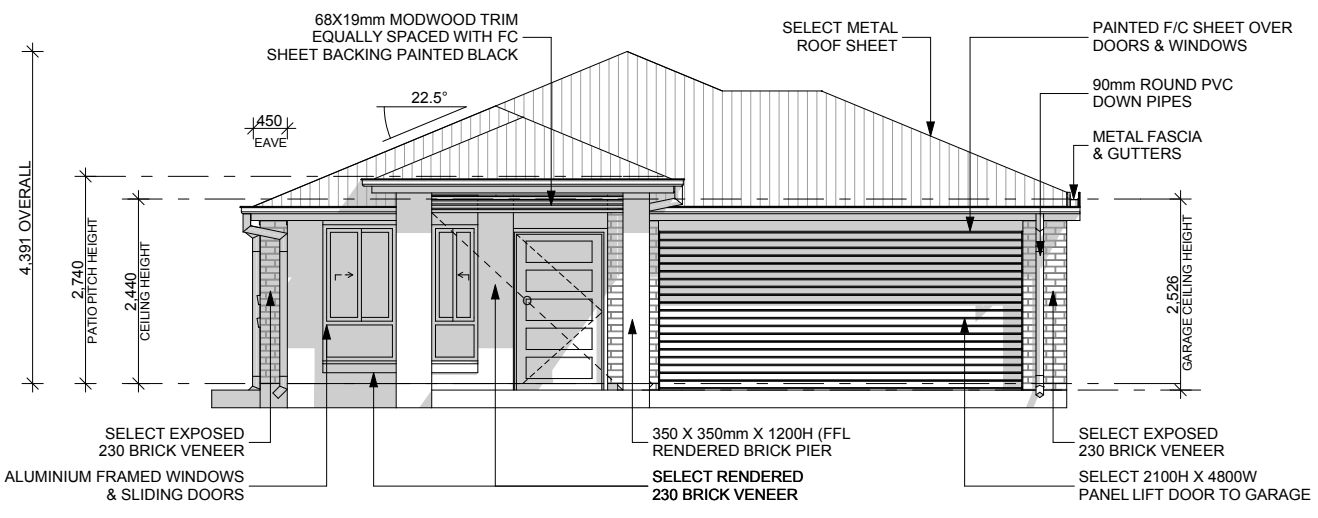 68X19mm MODWOOD TRIM
EQUALLY SPACED WITH FC
SHEET BACKING PAINTED BLACK
SELECT METAL
ROOF SHEET
PAINTED F/C SHEET OVER
DOORS & WINDOWS
90mm ROUND PVC
DOWN PIPES
METAL FASCIA
& GUTTERS
22.5°
450
EAVE
4,391 OVERALL
2,740
PATIO PITCH HEIGHT
2,440
CEILING HEIGHT
2,526
GARAGE CEILING HEIGHT
SELECT EXPOSED
230 BRICK VENEER
ALUMINIUM FRAMED WINDOWS
& SLIDING DOORS
350 X 350mm X 1200H (FFL
RENDERED BRICK PIER
SELECT RENDERED
230 BRICK VENEER
SELECT EXPOSED
230 BRICK VENEER
SELECT 2100H X 4800W
PANEL LIFT DOOR TO GARAGE